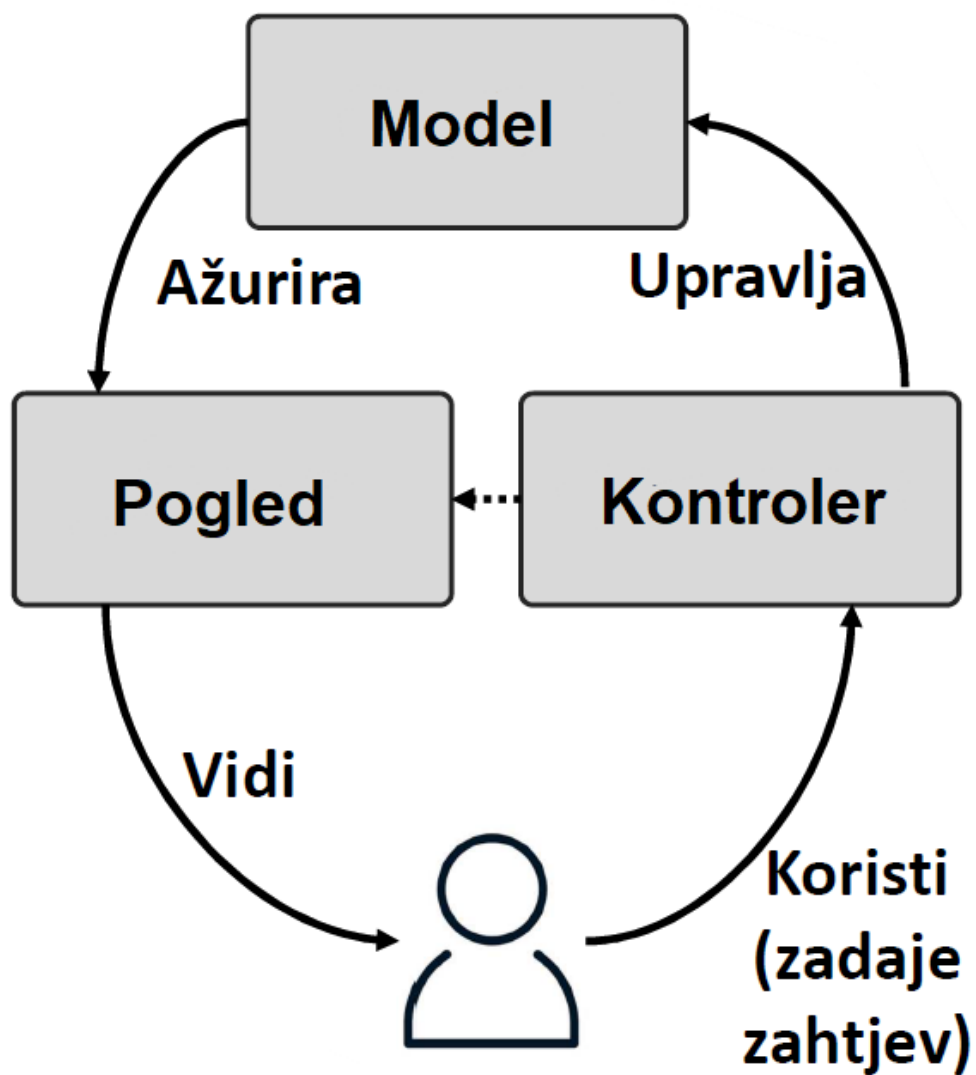 Model
Ažurira
Upravlja
Pogled
Kontroler
Vidi
Koristi
(zadaje
zahtjev)